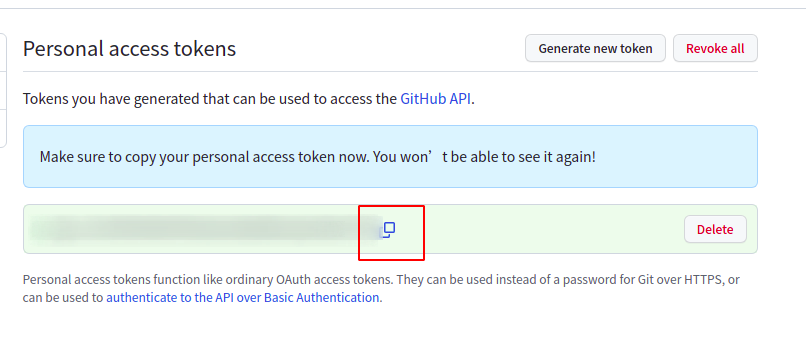 Personal access tokens
Generate new token
Revoke all
Tokens you have generated that can be used to access the GitHub API.
Make sure to copy your personal access token now. You won’t be able to see it again!
Delete
Personal access tokens function like ordinary OAuth access tokens. They can be used instead of a password for Git over HTTPS, or
can be used to authenticate to the API over Basic Authentication.